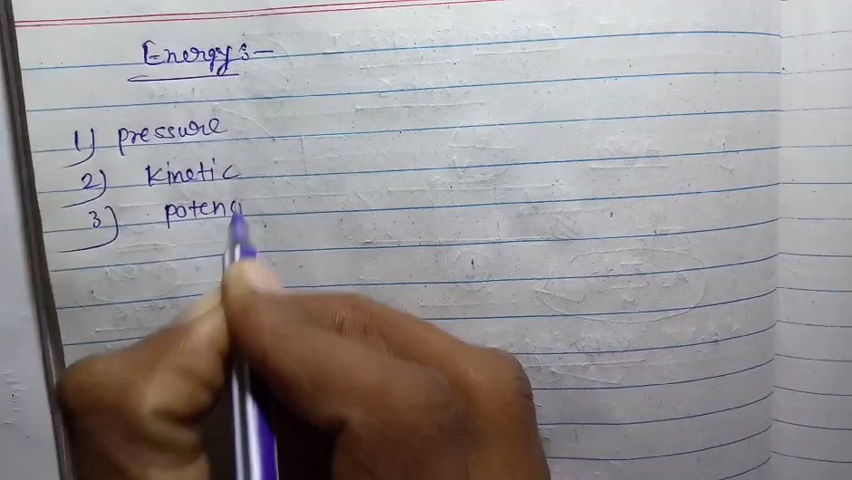 Energy :-
1) pressure
2) kinetic
3) potenc